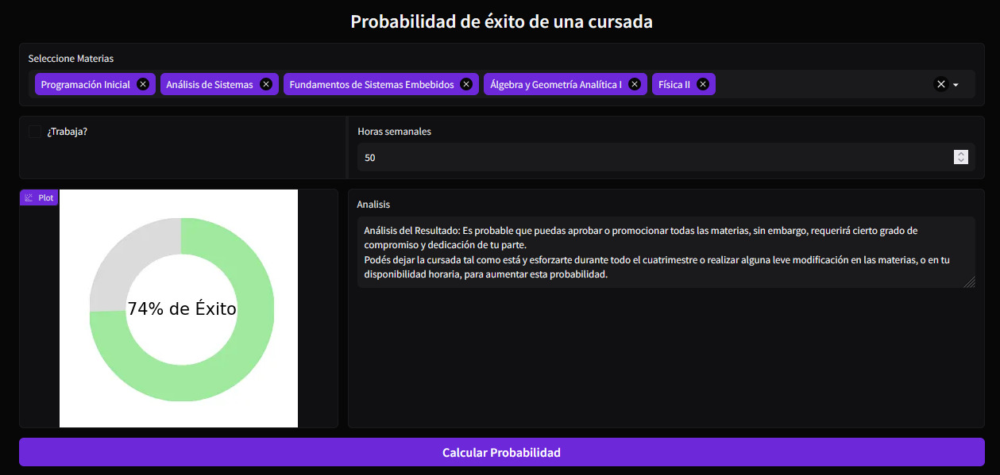 Probabilidad de éxito de una cursada
Seleccione Materias
Programación Inicial
Análisis de Sistemas
Fundamentos de Sistemas Embebidos
Álgebra y Geometría Analítica I
Física II
¿Trabaja?
Horas semanales
50
Plot
74% de Éxito
Analisis
Análisis del Resultado: Es probable que puedas aprobar o promocionar todas las materias, sin embargo, requerirá cierto grado de
compromiso y dedicación de tu parte.
Podés dejar la cursada tal como está y esforzarte durante todo el cuatrimestre o realizar alguna leve modificación en las materias, o en tu
disponibilidad horaria, para aumentar esta probabilidad.
Calcular Probabilidad